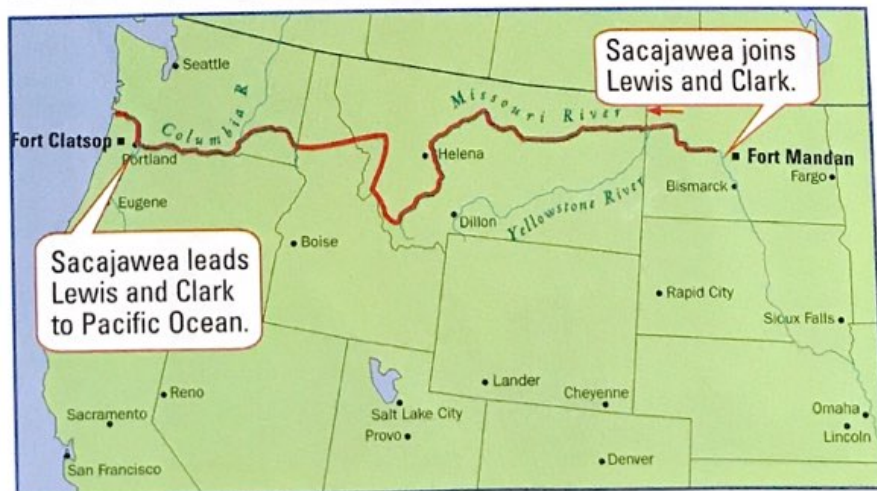 Seattle
Sacajawea joins
Lewis and Clark.
Missouri River
Columbia R
Fort Clatsop
Portland
Helena
Fort Mandan
Bismarck
Fargo
Eugene
Dillon
Yellowstone River
Boise
Sacajawea leads
Lewis and Clark
to Pacific Ocean.
Rapid City
Sioux Falls
Reno
Lander
Cheyenne
Salt Lake City
Sacramento
Provo
Omaha
Lincoln
San Francisco
Denver